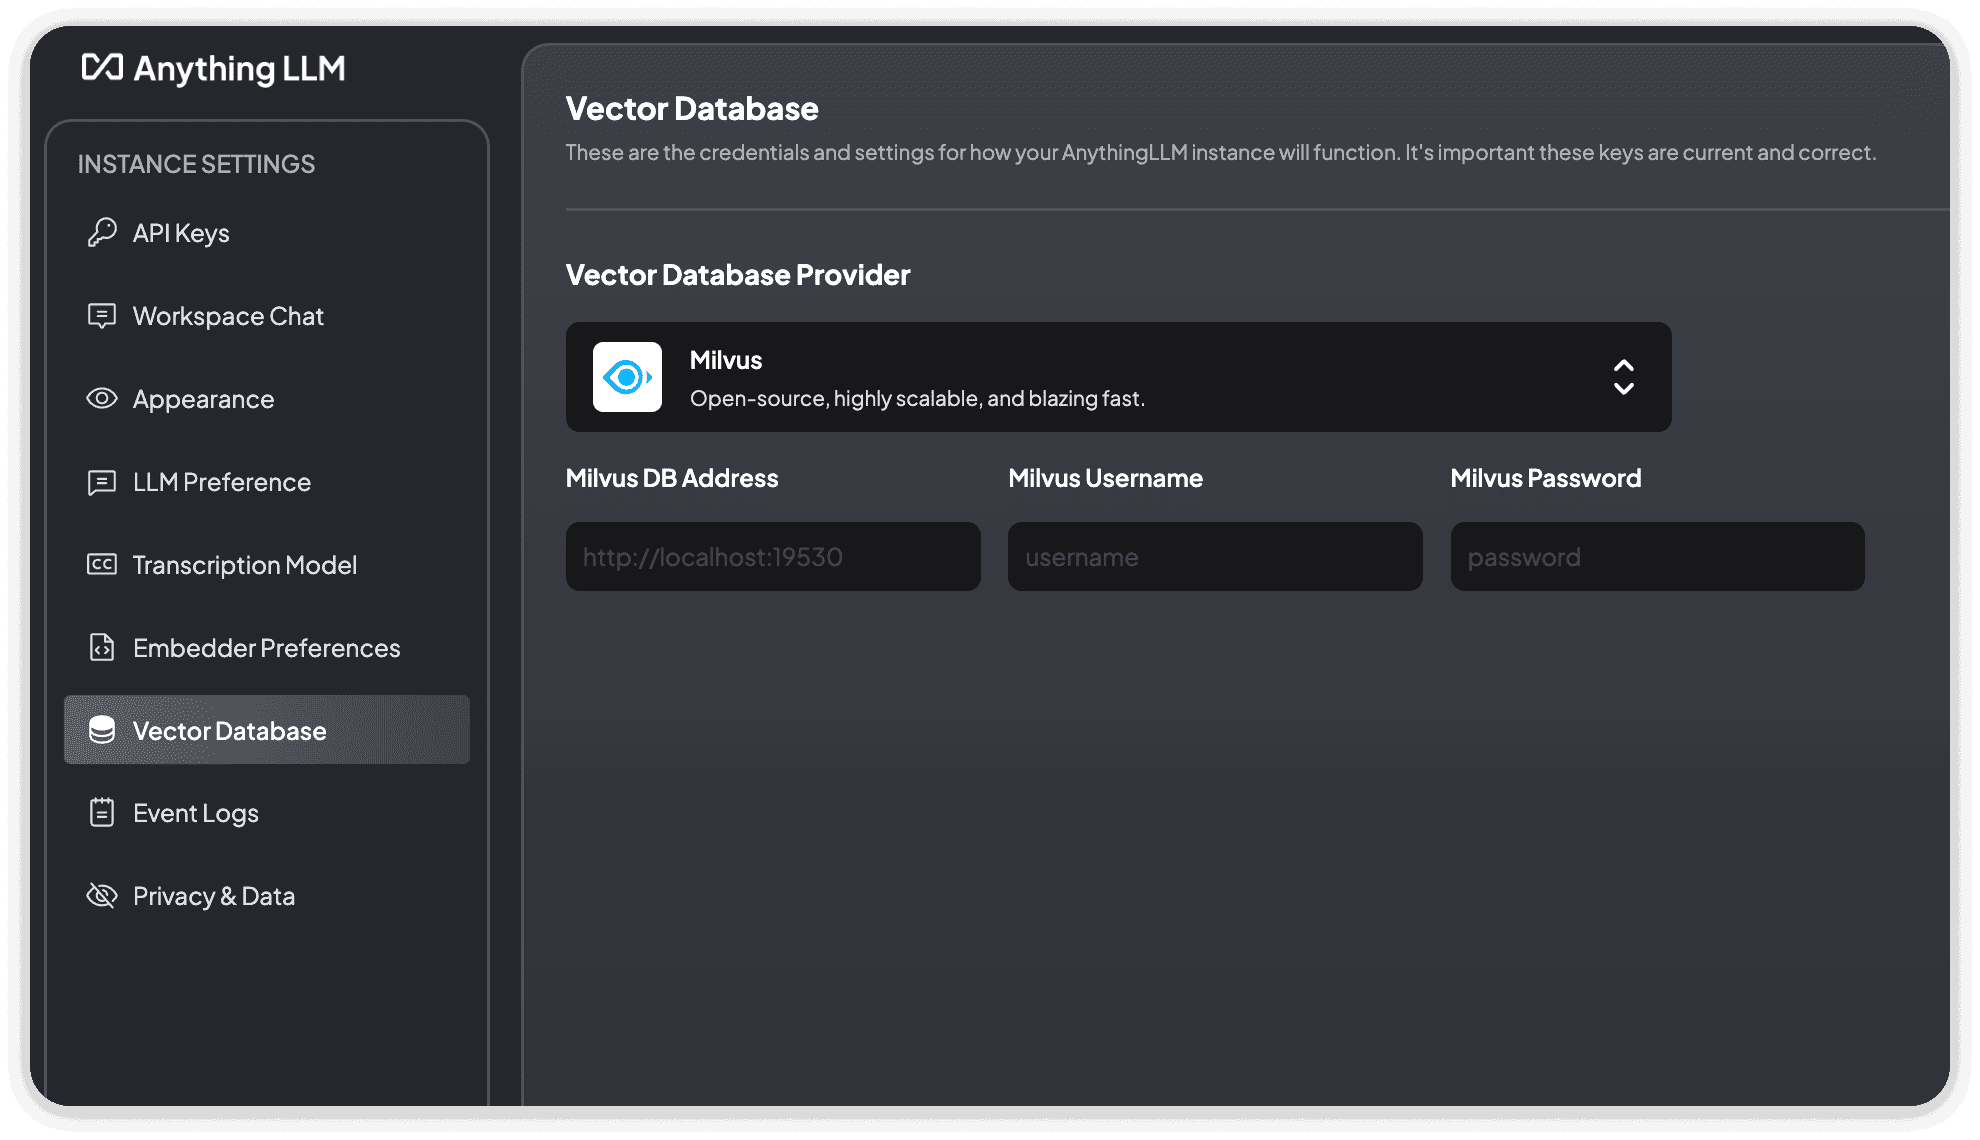 Anything LLM
INSTANCE SETTINGS
API Keys
Workspace Chat
Appearance
LLM Preference
Transcription Model
Embedder Preferences
Vector Database
Event Logs
Privacy & Data
Vector Database
These are the credentials and settings for how your AnythingLLM instance will function. It's important these keys are current and correct.
Vector Database Provider
Milvus
Open-source, highly scalable, and blazing fast.
Milvus DB Address
Milvus Username
Milvus Password
http://localhost:19530
username
password